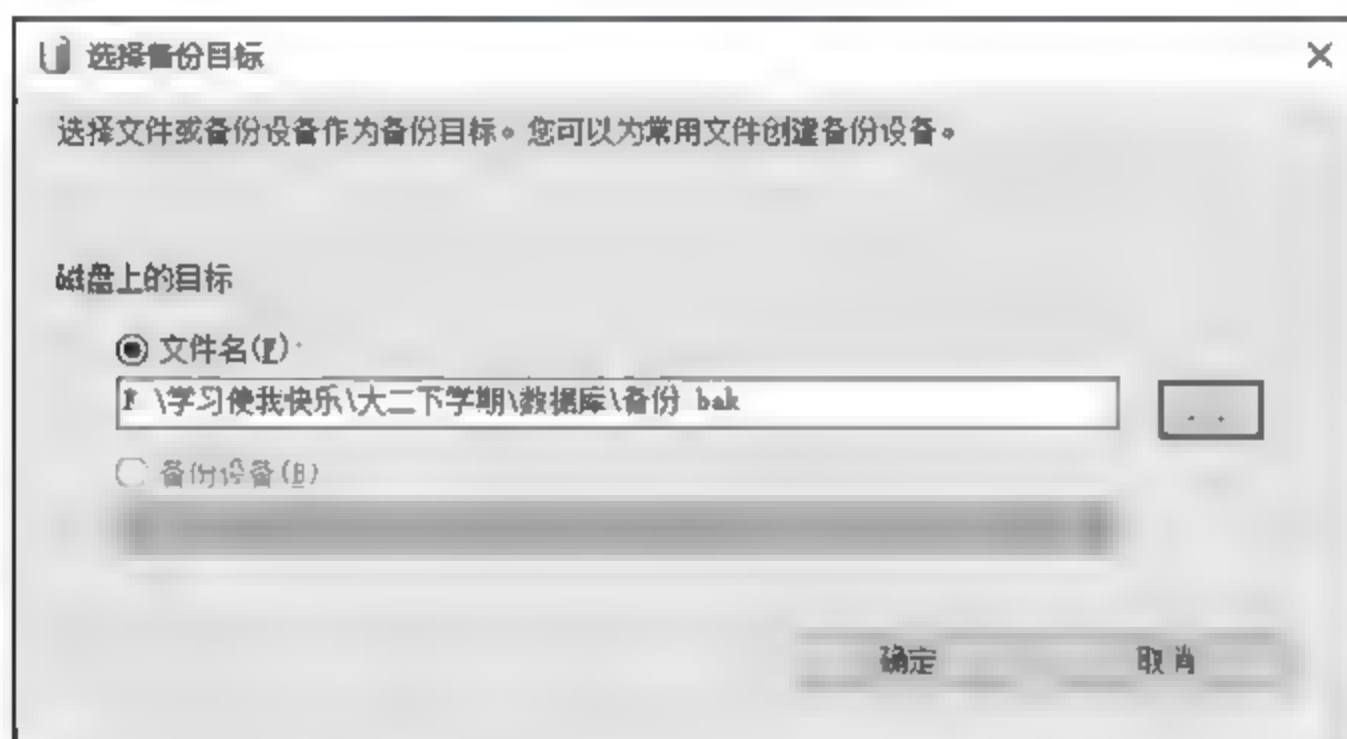 选择备份目标
选择文件或备份设备作为备份目标。您可以为常用文件创建备份设备。
磁盘上的目标
文件名(F):
\学习使我快乐\大二下学期\数据库\备份 bak
备份设备(B)
确定
取消